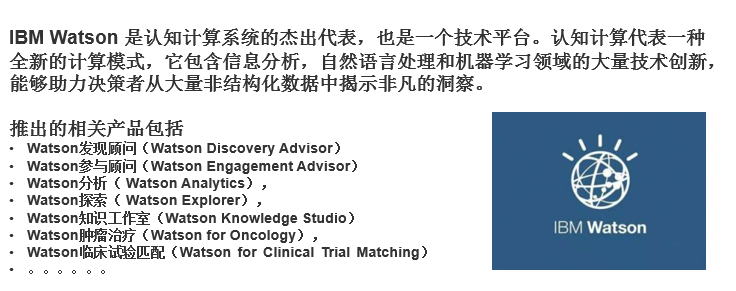 IBM Watson 是认知计算系统的杰出代表，也是一个技术平台。认知计算代表一种
全新的计算模式，它包含信息分析，自然语言处理和机器学习领域的大量技术创新，
能够助力决策者从大量非结构化数据中揭示非凡的洞察。
推出的相关产品包括
• Watson发现顾问（Watson Discovery Advisor）
• Watson参与顾问（Watson Engagement Advisor）
• Watson分析（ Watson Analytics），
• Watson探索（ Watson Explorer），
• Watson知识工作室（Watson Knowledge Studio）
• Watson肿瘤治疗（Watson for Oncology），
• Watson临床试验匹配（Watson for Clinical Trial Matching）
• 。。。。。。
IBM Watson